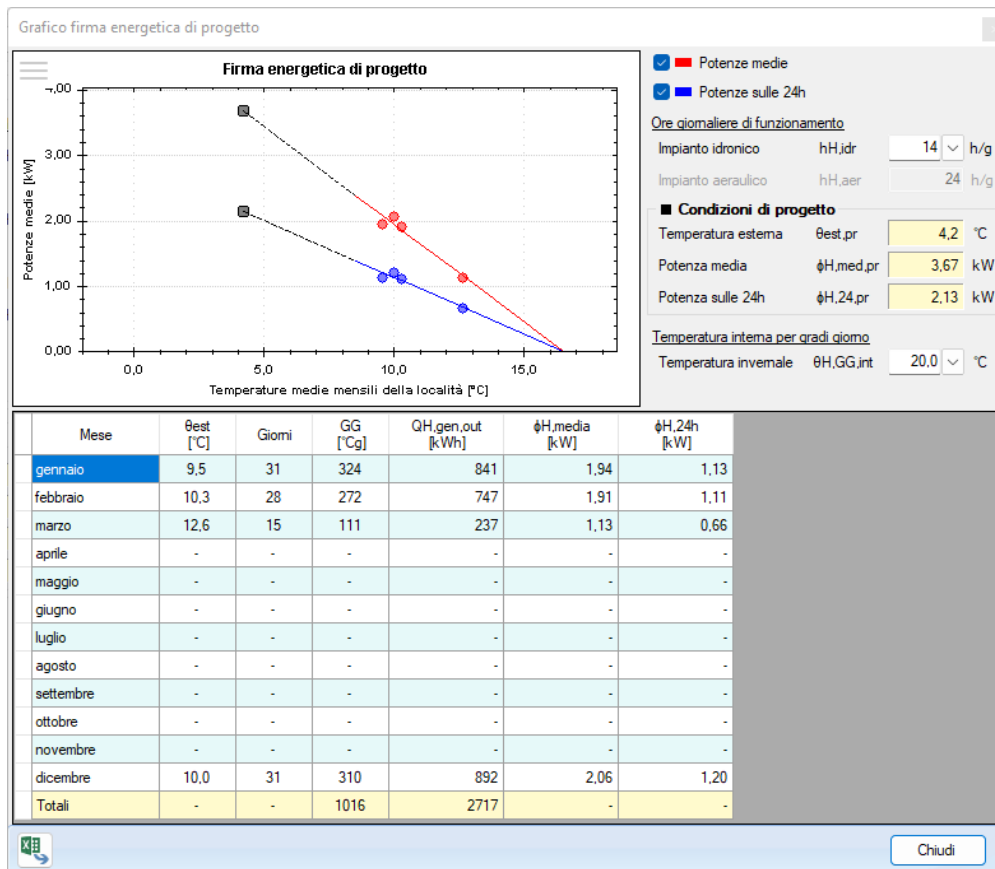 Grafico firma energetica di progetto
Firma energetica di progetto
-,00
3,00
2,00
1,00
0,00
Potenze medie [kW]
0,0 5,0 10,0 15,0
Temperature medie mensili della località [°C]
Potenze medie
Potenze sulle 24h
Ore giornaliere di funzionamento
Impianto idronico hH,idr 14 h/g
Impianto aeraulico hH,aer 24 h/g
Condizioni di progetto
Temperatura esterna θest,pr 4,2 °C
Potenza media ϕH,med,pr 3,67 kW
Potenza sulle 24h ϕH,24,pr 2,13 kW
Temperatura interna per gradi giorno
Temperatura invernale θH,GG,int 20,0 °C
Mese θest [°C] Giorni GG [°Cg] QH,gen,out [kWh] ϕH,media [kW] ϕH,24h [kW]
gennaio 9,5 31 324 841 1,94 1,13
febbraio 10,3 28 272 747 1,91 1,11
marzo 12,6 15 111 237 1,13 0,66
aprile - - - - - -
maggio - - - - - -
giugno - - - - - -
luglio - - - - - -
agosto - - - - - -
settembre - - - - - -
ottobre - - - - - -
novembre - - - - - -
dicembre 10,0 31 310 892 2,06 1,20
Totali - - 1016 2717 - -
Chiudi